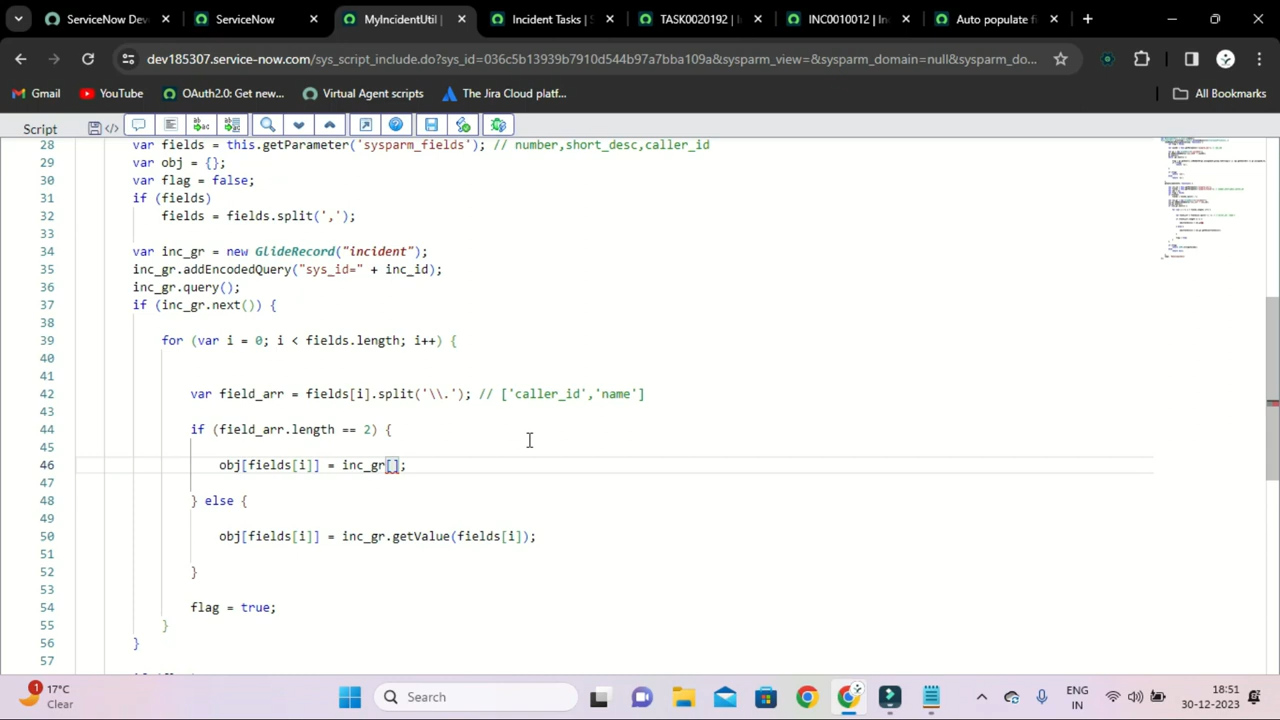 ServiceNow Dev
ServiceNow
MyIncidentUtil |
Incident Tasks | S
TASK0020192 |
INC0010012 | In
Auto populate f
dev185307.service-now.com/sys_script_include.do?sys_id=036c5b13939b7910d544b97a7bba109a&sysparm_view=&sysparm_domain=null&sysparm_do...
Gmail
YouTube
OAuth2.0: Get new...
Virtual Agent scripts
The Jira Cloud platf...
All Bookmarks
Script
28 var fields = this.getParameter('sysparm_fields'); umber,short_desc,caller_id
29 var obj = {};
30 var flag = false;
31 if (fields)
32 fields = fields.split(',');
33
34 var inc_gr = new GlideRecord("incident");
35 inc_gr.addEncodedQuery("sys_id=" + inc_id);
36 inc_gr.query();
37 if (inc_gr.next()) {
38
39 for (var i = 0; i < fields.length; i++) {
40
41
42 var field_arr = fields[i].split('\\.'); // ['caller_id','name']
43
44 if (field_arr.length == 2) {
45
46 obj[fields[i]] = inc_gr[];
47
48 } else {
49
50 obj[fields[i]] = inc_gr.getValue(fields[i]);
51
52 }
53
54 flag = true;
55 }
56 }
57
1
17°C
Clear
Search
ENG
IN
18:51
30-12-2023